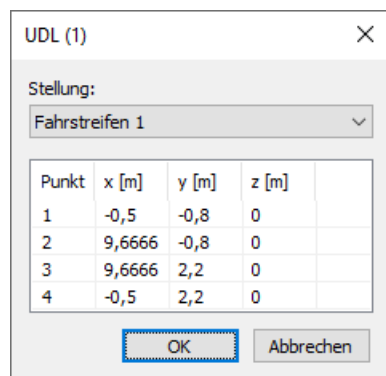 UDL (1)
Stellung:
Fahrstreifen 1
Punkt x [m] y [m] z [m]
1 -0,5 -0,8 0
2 9,6666 -0,8 0
3 9,6666 2,2 0
4 -0,5 2,2 0
OK Abbrechen